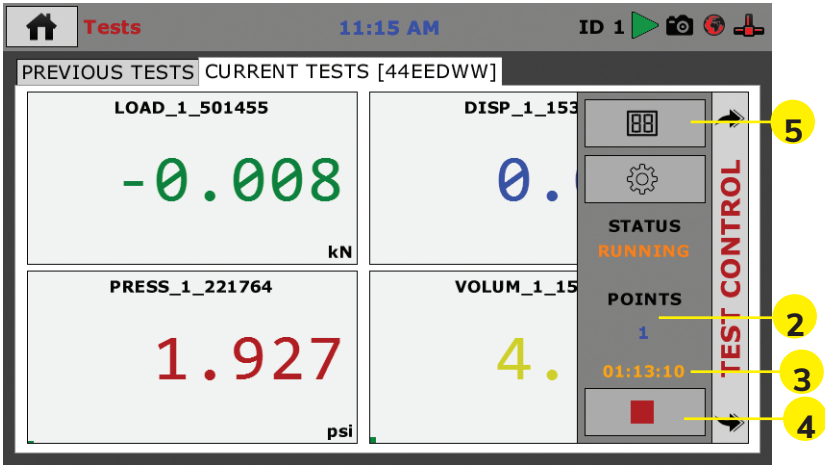 Tests 11:15 AM ID 1
PREVIOUS TESTS CURRENT TESTS [44EEDWW]
LOAD_1_501455
-0.008
kN
DISP_1_153
0.
PRESS_1_221764
1.927
psi
VOLUM_1_15
4.
88
STATUS
RUNNING
POINTS
1
01:13:10
TEST CONTROL
5
2
3
4